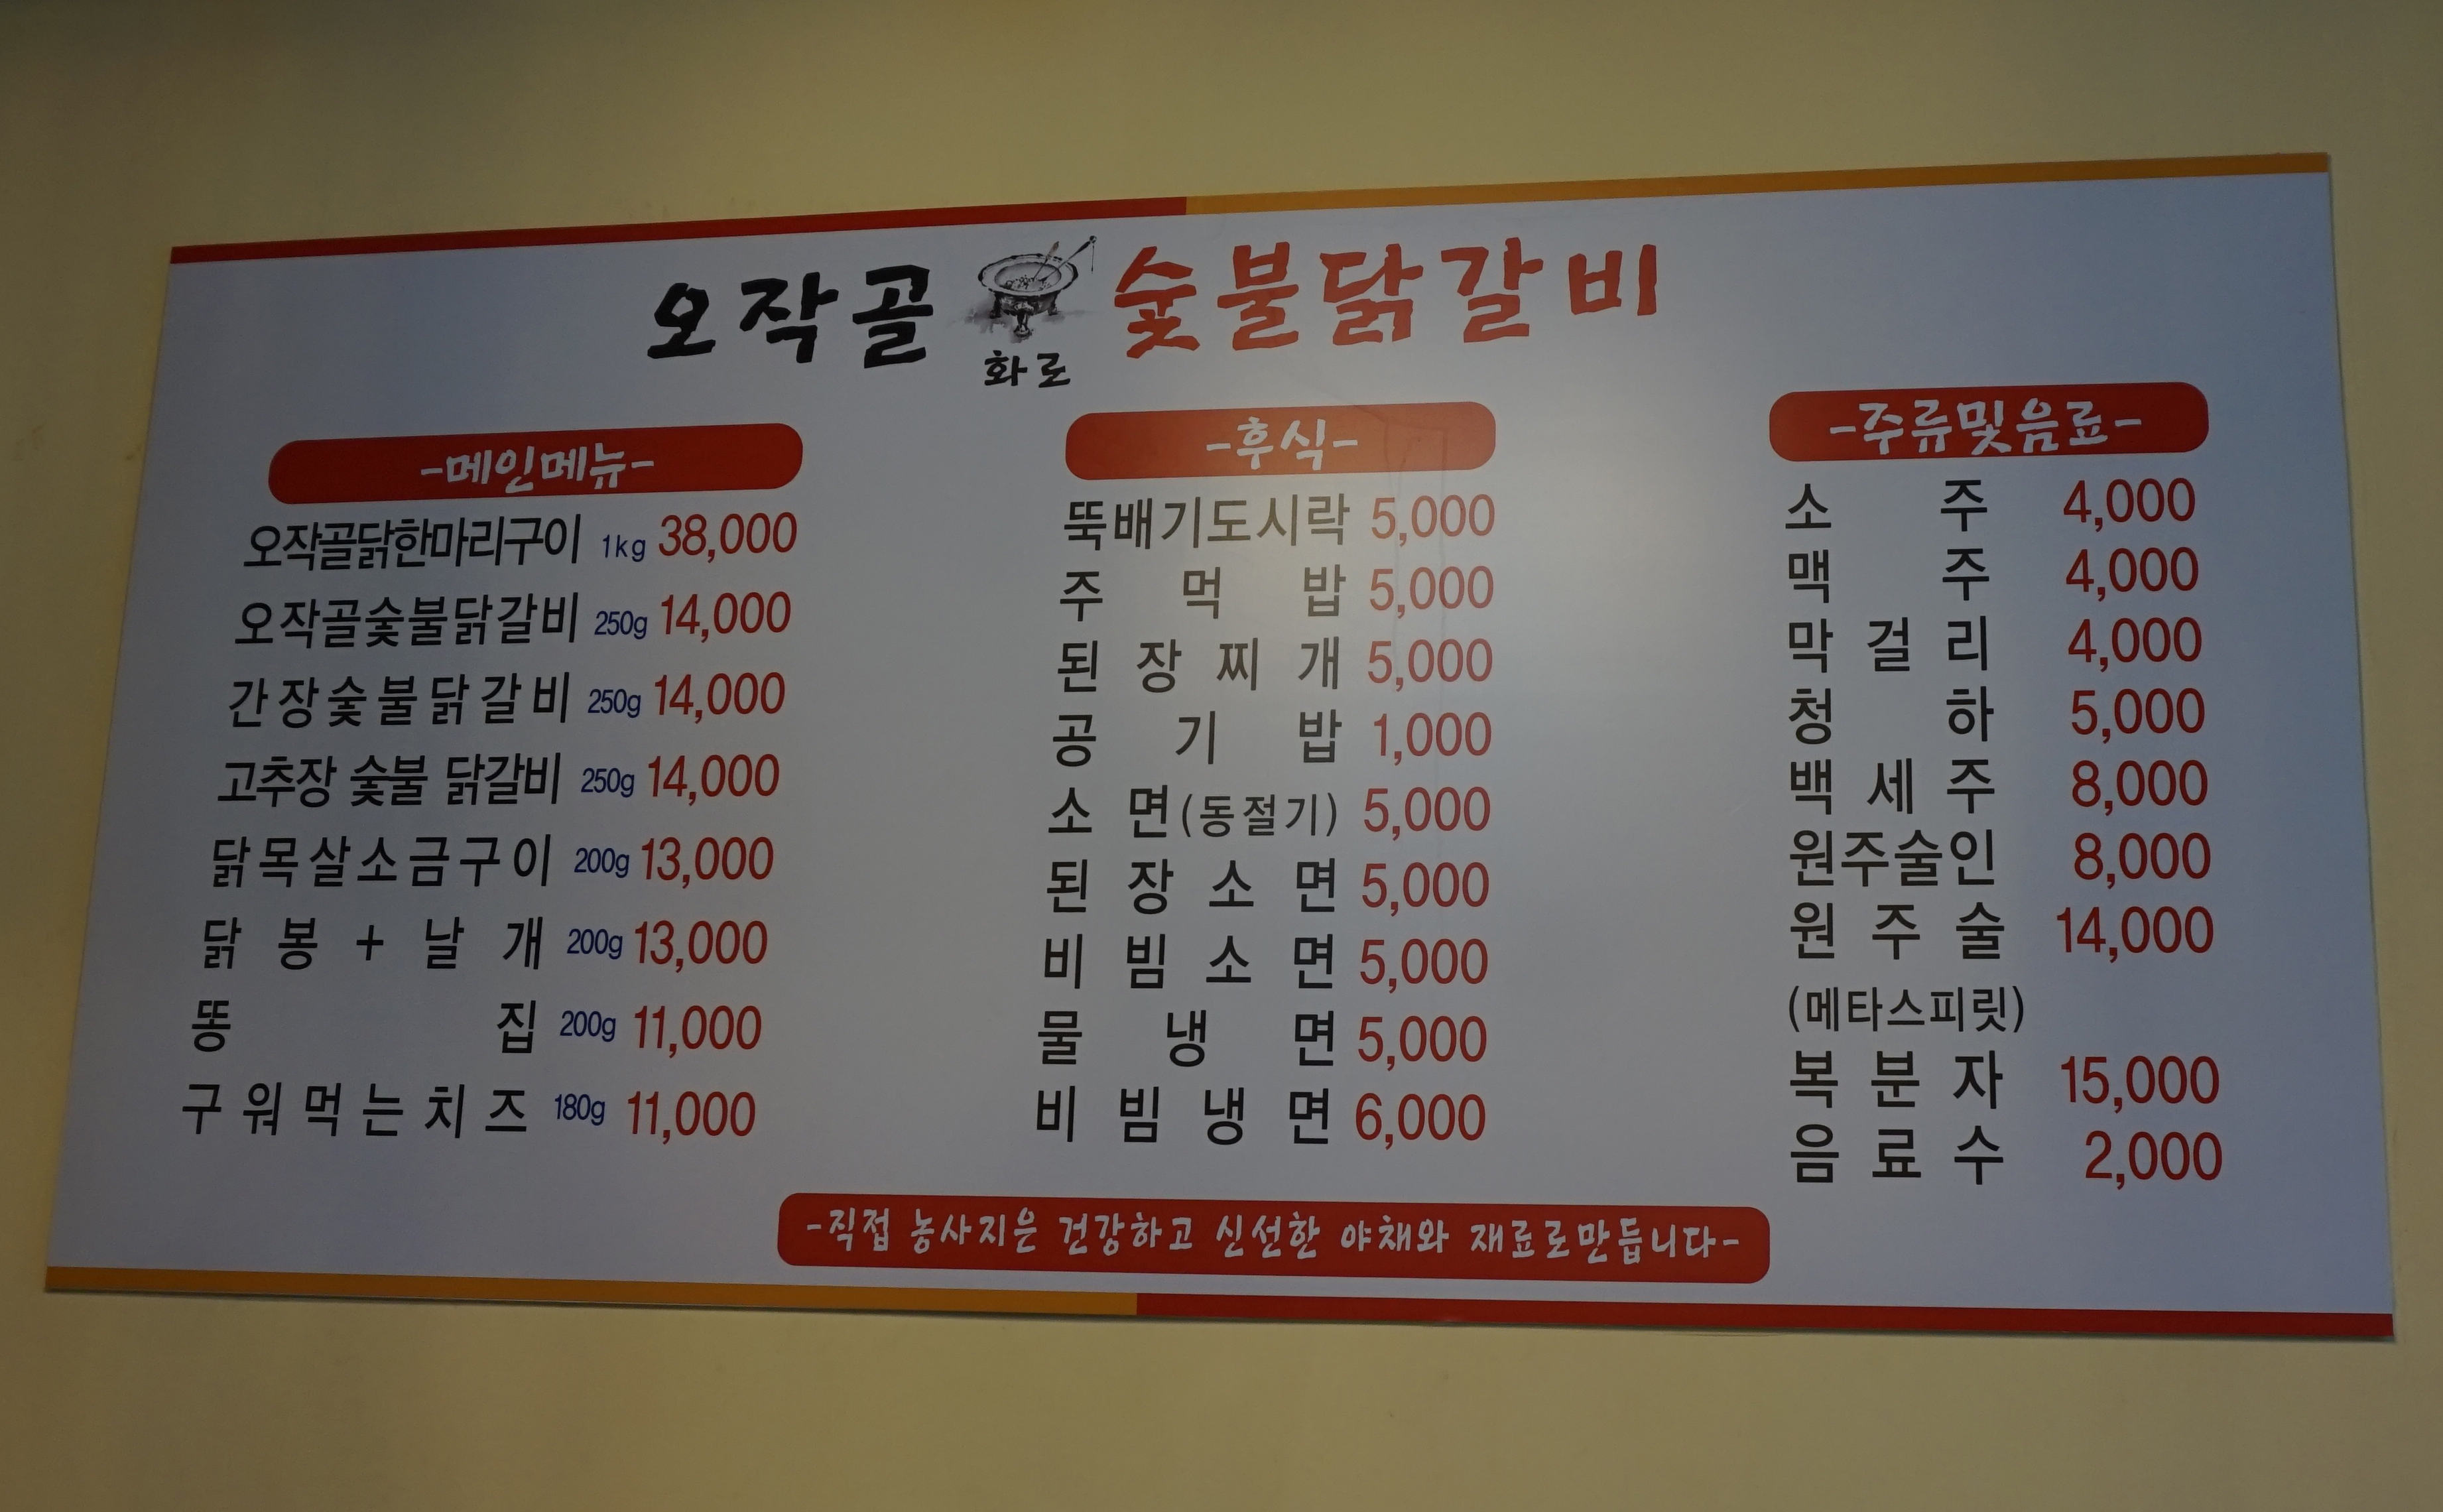 오작골 숯불닭갈비
화로
-메인메뉴-
오작골닭한마리구이 1kg 38,000
오작골숯불닭갈비 250g 14,000
간장숯불닭갈비 250g 14,000
고추장 숯불 닭갈비 250g 14,000
닭목살소금구이 200g 13,000
닭봉+날개 200g 13,000
똥집 200g 11,000
구워먹는치즈 180g 11,000
-후식-
뚝배기도시락 5,000
주먹밥 5,000
된장찌개 5,000
공기밥 1,000
소면(동절기) 5,000
된장소면 5,000
비빔소면 5,000
물냉면 5,000
비빔냉면 6,000
-주류및음료-
소주 4,000
맥주 4,000
막걸리 4,000
청하 5,000
백세주 8,000
원주술인 8,000
원주술 14,000
(메타스피릿)
복분자 15,000
음료수 2,000
-직접 농사지은 건강하고 신선한 야채와 재료로만듭니다-